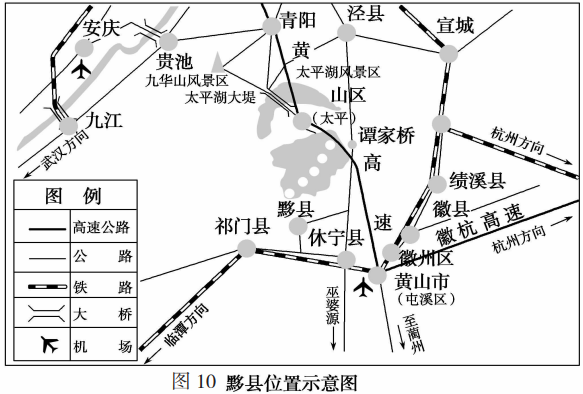 安庆
青阳
泾县
宣城
贵池
黄
九华山风景区
太平湖风景区
太平湖大堤
山区
(太平)
九江
武汉方向
谭家桥
杭州方向
高
绩溪县
图 例
高速公路
公 路
铁 路
大 桥
机 场
黟县
徽县
速
徽杭高速
祁门县
休宁县
徽州区
杭州方向
黄山市
(屯溪区)
临潭方向
巫婆源
至蔺州
图 10 黟县位置示意图